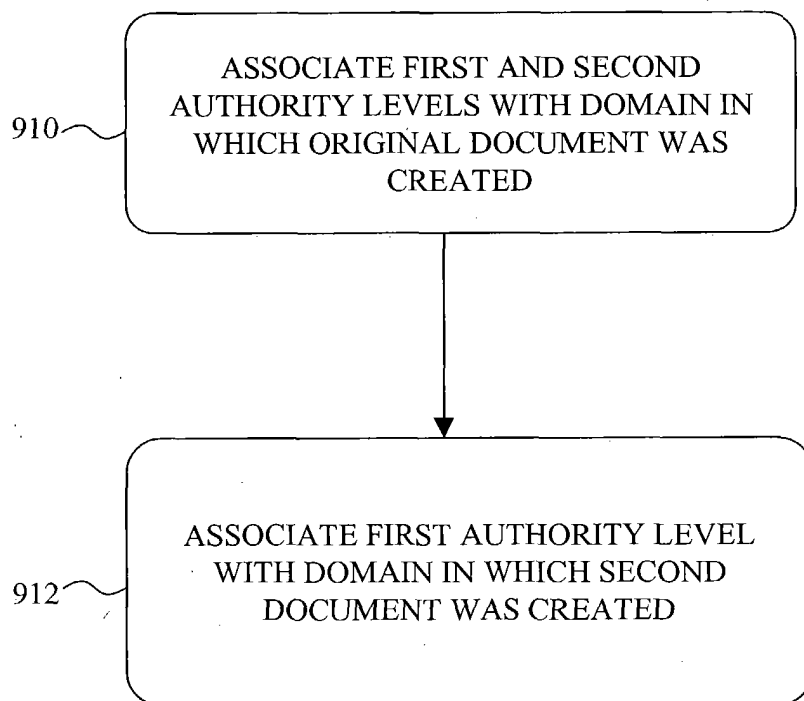 ASSOCIATE FIRST AND SECOND
AUTHORITY LEVELS WITH DOMAIN IN
WHICH ORIGINAL DOCUMENT WAS
CREATED
910
ASSOCIATE FIRST AUTHORITY LEVEL
WITH DOMAIN IN WHICH SECOND
DOCUMENT WAS CREATED
912